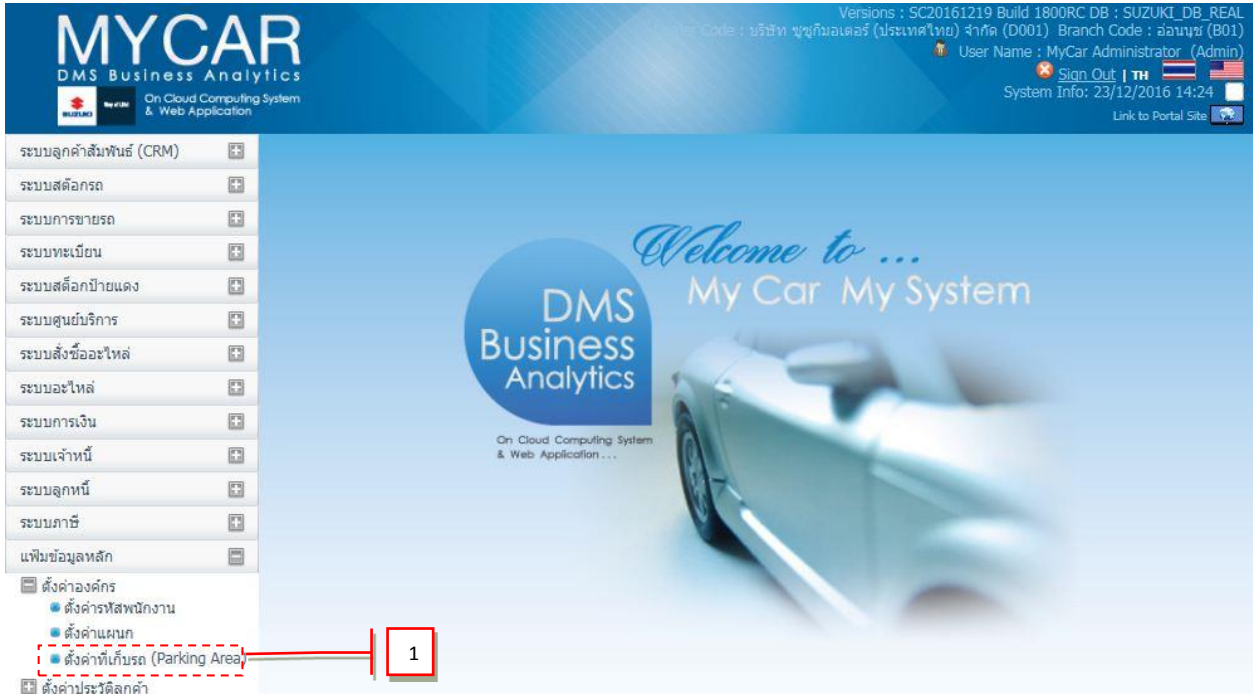 MYCAR
DMS Business Analytics
SUZUKI
Way of Life!
On Cloud Computing System
& Web Application
Versions : SC20161219 Build 1800RC DB : SUZUKI_DB_REAL
Code : บริษัท ซูซูกิมอเตอร์ (ประเทศไทย) จำกัด (D001) Branch Code : อ่อนนุช (B01)
User Name : MyCar Administrator (Admin)
Sign Out | TH
System Info: 23/12/2016 14:24
Link to Portal Site
ระบบลูกค้าสัมพันธ์ (CRM)
ระบบสต๊อกรถ
ระบบการขายรถ
ระบบทะเบียน
ระบบสต็อกป้ายแดง
ระบบศูนย์บริการ
ระบบสั่งซื้ออะไหล่
ระบบอะไหล่
ระบบการเงิน
ระบบเจ้าหนี้
ระบบลูกหนี้
ระบบภาษี
แฟ้มข้อมูลหลัก
ตั้งค่าองค์กร
ตั้งค่ารหัสพนักงาน
ตั้งค่าแผนก
ตั้งค่าที่เก็บรถ (Parking Area)
ตั้งค่าประวัติลูกค้า
1
Welcome to ...
My Car My System
DMS
Business
Analytics
On Cloud Computing System
& Web Application . . .